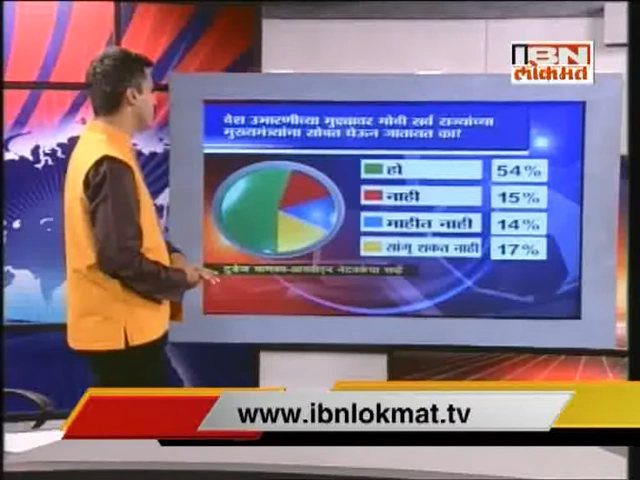 IBN
लोकमत
देश उभारणीच्या मुद्द्यावर मोदी सर्व राज्यांच्या
मुख्यमंत्र्यांना सोबत घेऊन जातायत का?
हो 54%
नाही 15%
माहीत नाही 14%
सांगू शकत नाही 17%
www.ibnlokmat.tv